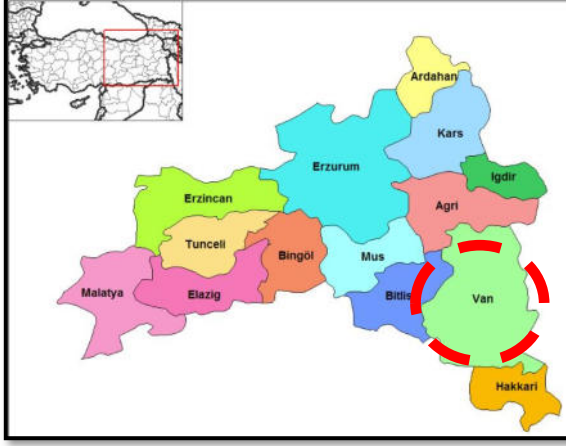 Ardahan
Kars
Erzurum
Igdir
Erzincan
Agri
Tunceli
Bingöl
Mus
Malatya
Elazig
Bitlis
Van
Hakkari